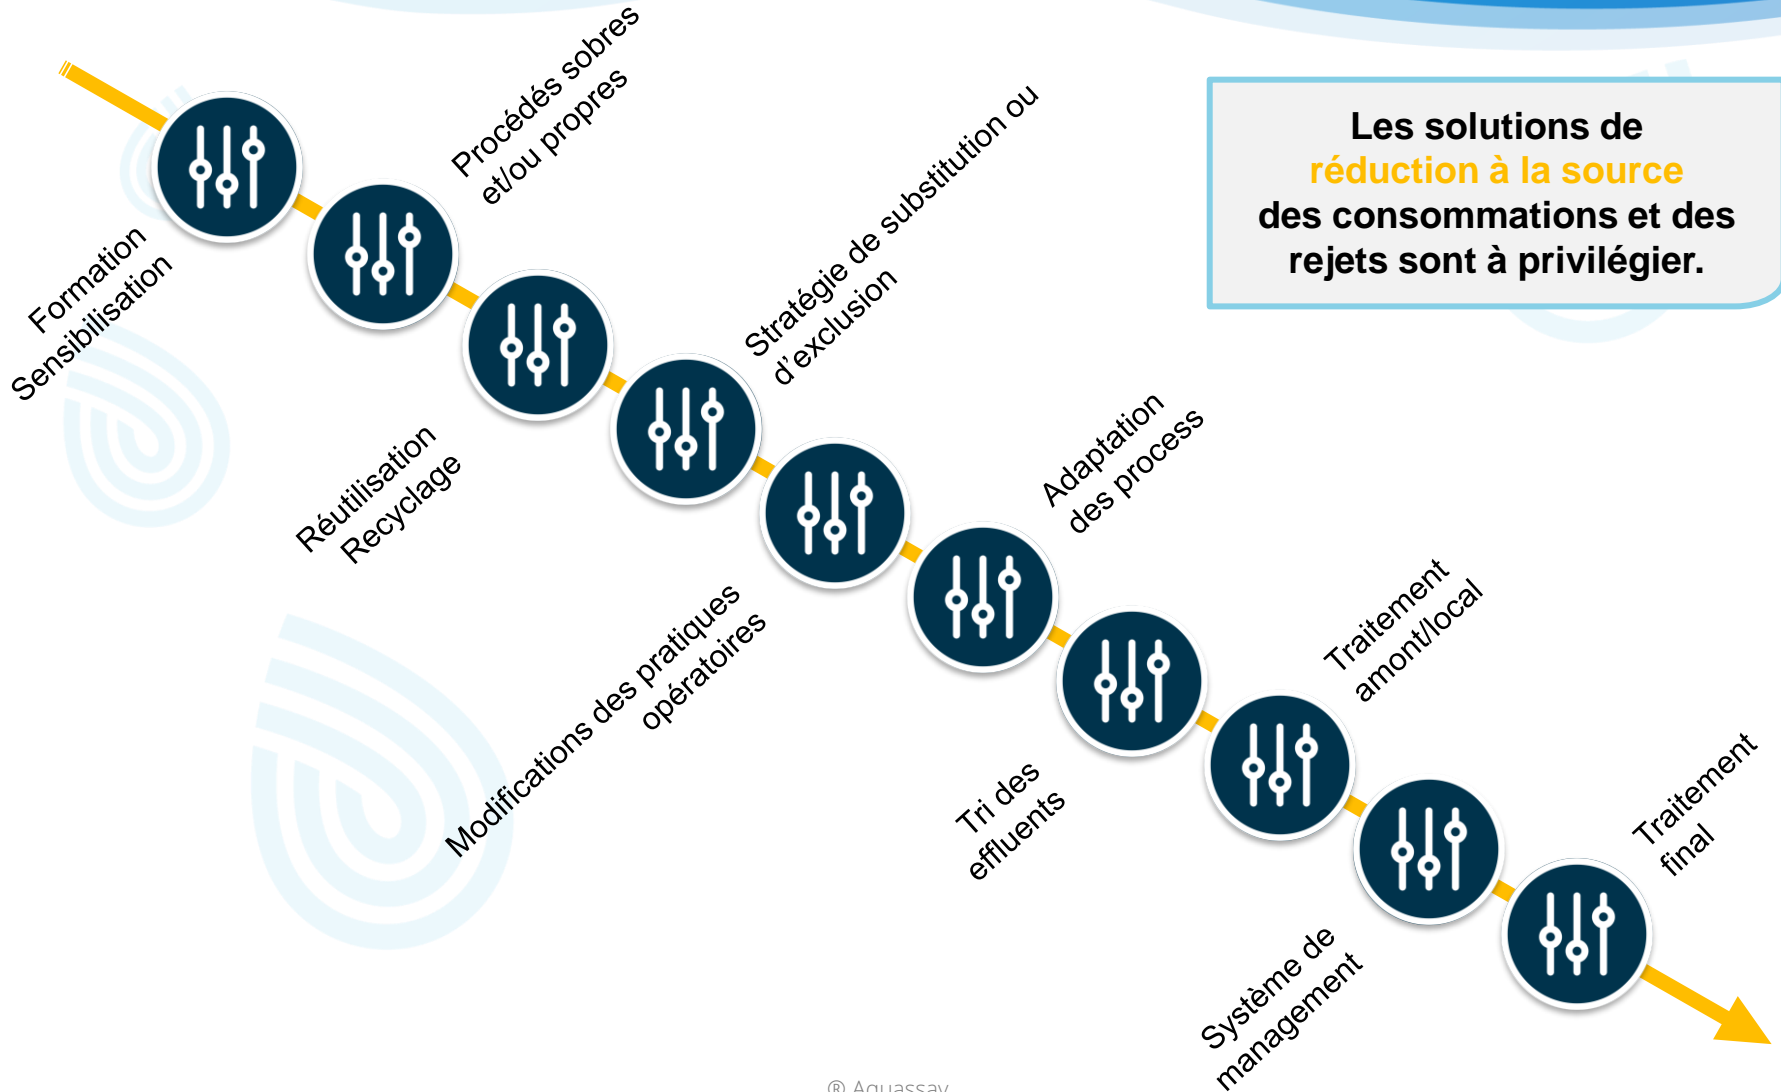 Les solutions de
réduction à la source
des consommations et des
rejets sont à privilégier.
Formation
Sensibilisation
Procédés sobres
et/ou propres
Réutilisation
Recyclage
Stratégie de substitution ou
d’exclusion
Modifications des pratiques
opératoires
Adaptation
des process
Tri des
effluents
Traitement
amont/local
Système de
management
Traitement
final
® Aquassay